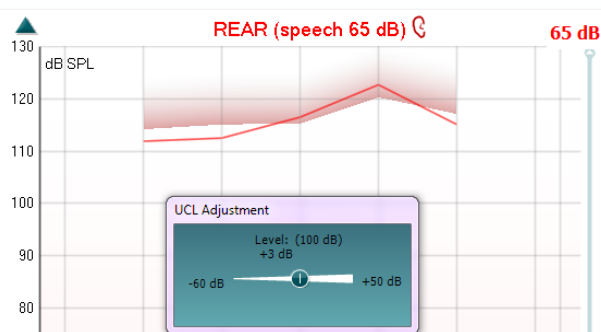 REAR (speech 65 dB)
65 dB
130
dB SPL
120
110
100
90
80
UCL Adjustment
Level: (100 dB)
+3 dB
-60 dB
+50 dB